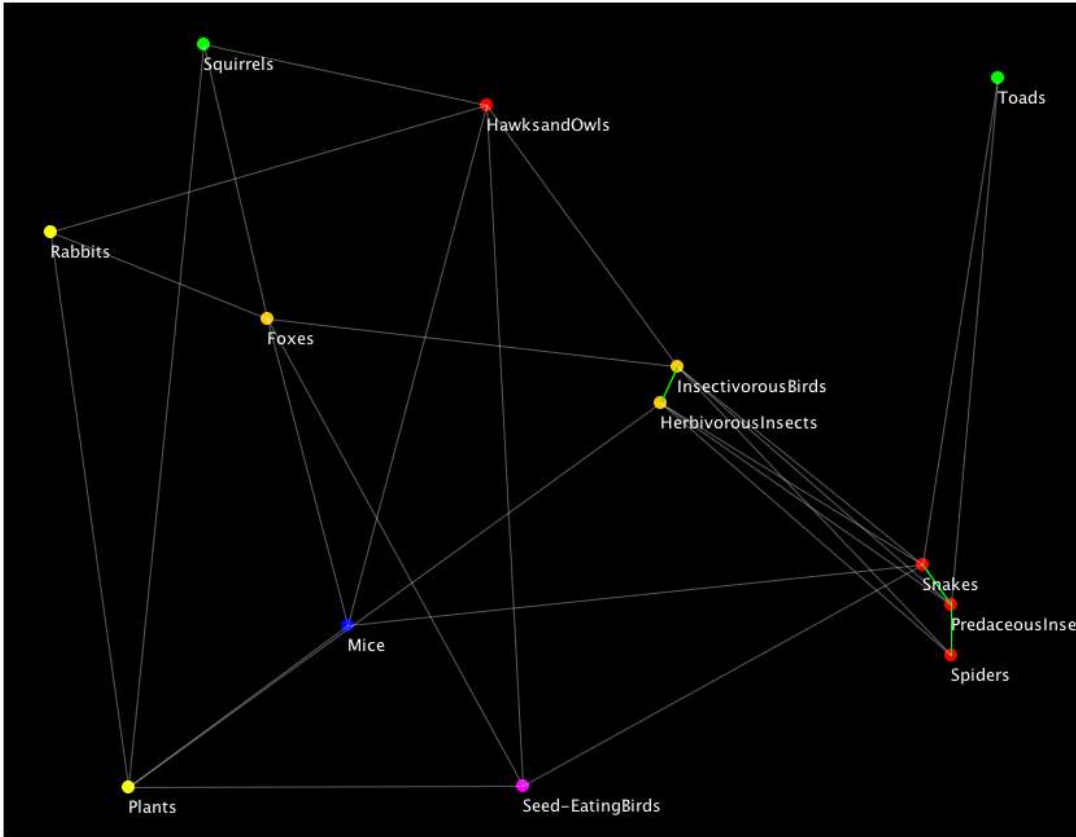 Squirrels
Toads
HawksandOwls
Rabbits
Foxes
InsectivorousBirds
HerbivorousInsects
Snakes
PredaceousInse
Mice
Spiders
Plants
Seed-EatingBirds